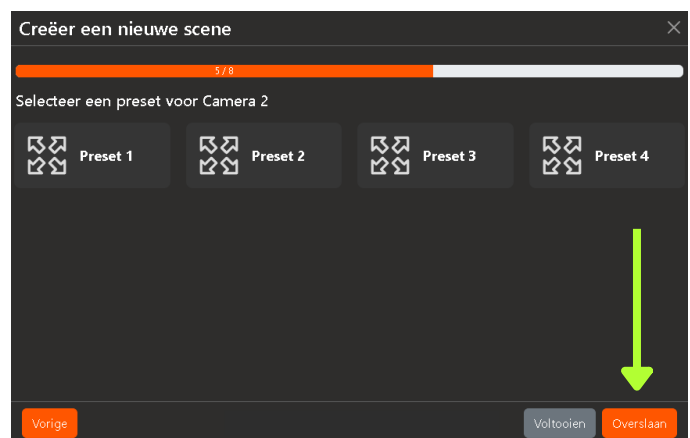 Creëer een nieuwe scene
5 / 8
Selecteer een preset voor Camera 2
Preset 1
Preset 2
Preset 3
Preset 4
Vorige
Voltooien
Overslaan